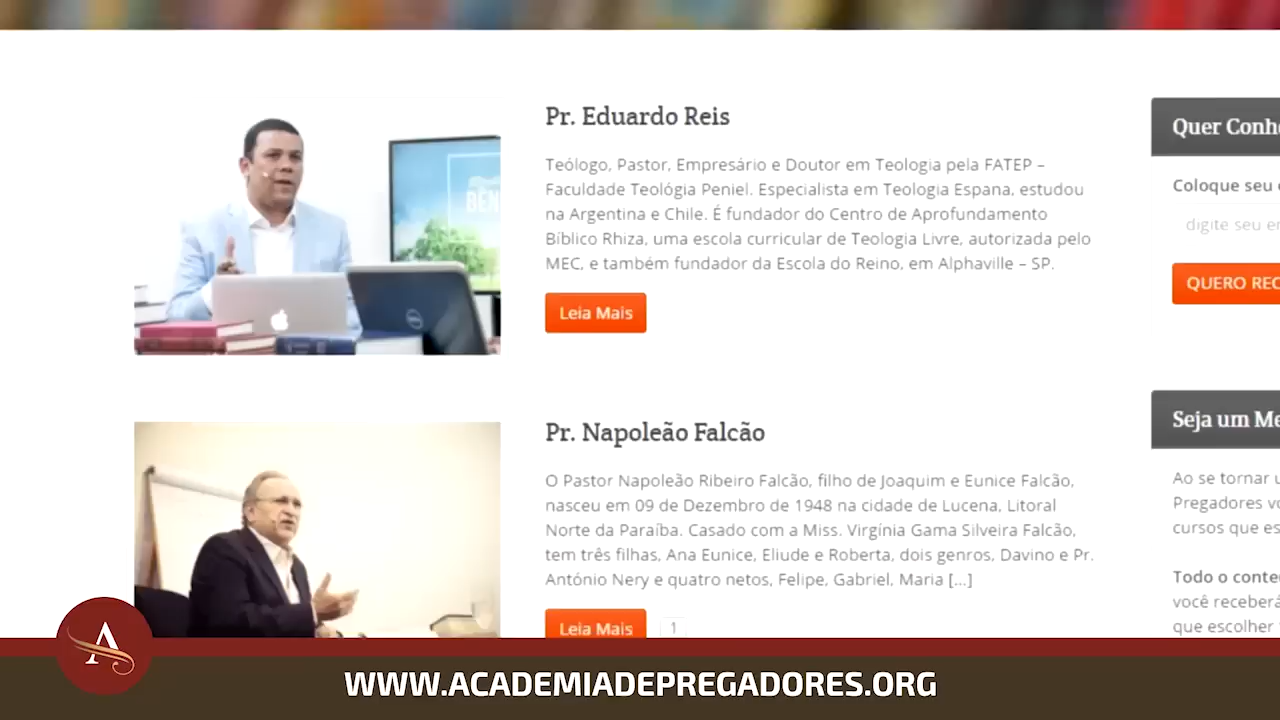 Pr. Eduardo Reis
Teólogo, Pastor, Empresário e Doutor em Teologia pela FATEP –
Faculdade Teológia Peniel. Especialista em Teologia Espana, estudou
na Argentina e Chile. É fundador do Centro de Aprofundamento
Bíblico Rhiza, uma escola curricular de Teologia Livre, autorizada pelo
MEC, e também fundador da Escola do Reino, em Alphaville – SP.
Leia Mais
Pr. Napoleão Falcão
O Pastor Napoleão Ribeiro Falcão, filho de Joaquim e Eunice Falcão,
nasceu em 09 de Dezembro de 1948 na cidade de Lucena, Litoral
Norte da Paraíba. Casado com a Miss. Virgínia Gama Silveira Falcão,
tem três filhas, Ana Eunice, Eliude e Roberta, dois genros, Davino e Pr.
António Nery e quatro netos, Felipe, Gabriel, Maria [...]
Leia Mais 1
Quer Conh
Coloque seu
digite seu en
QUERO REC
Seja um Me
Ao se tornar u
Pregadores vo
cursos que es
Todo o conte
você receberá
que escolher
A
WWW.ACADEMIADEPREGADORES.ORG